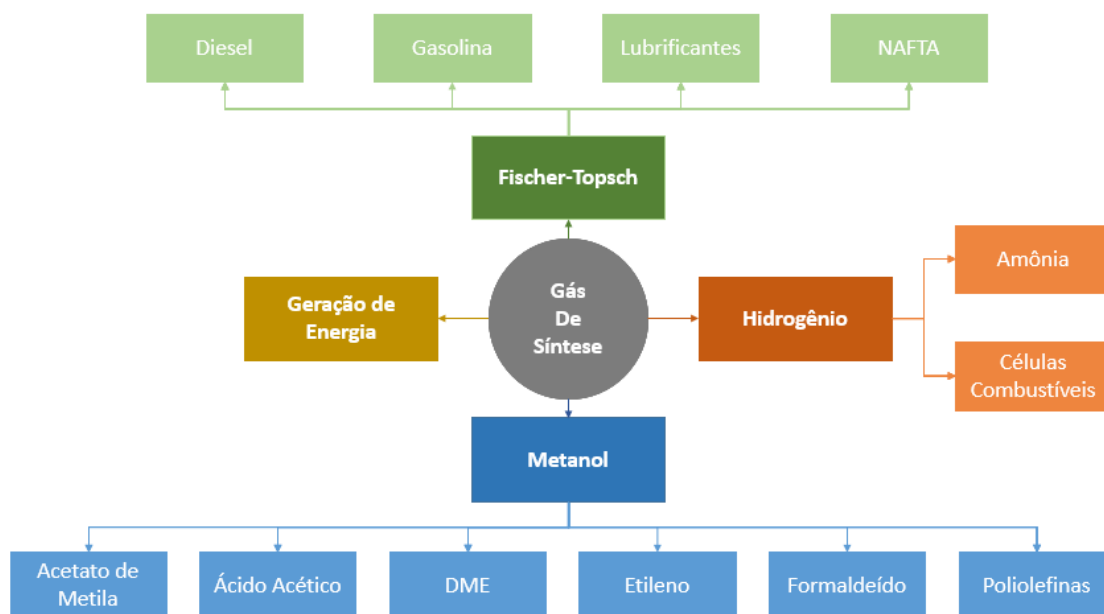 Diesel
Gasolina
Lubrificantes
NAFTA
Fischer-Topsch
Gás
De
Síntese
Geração de
Energia
Hidrogênio
Amônia
Células
Combustíveis
Metanol
Acetato de
Metila
Ácido Acético
DME
Etileno
Formaldeído
Poliolefinas